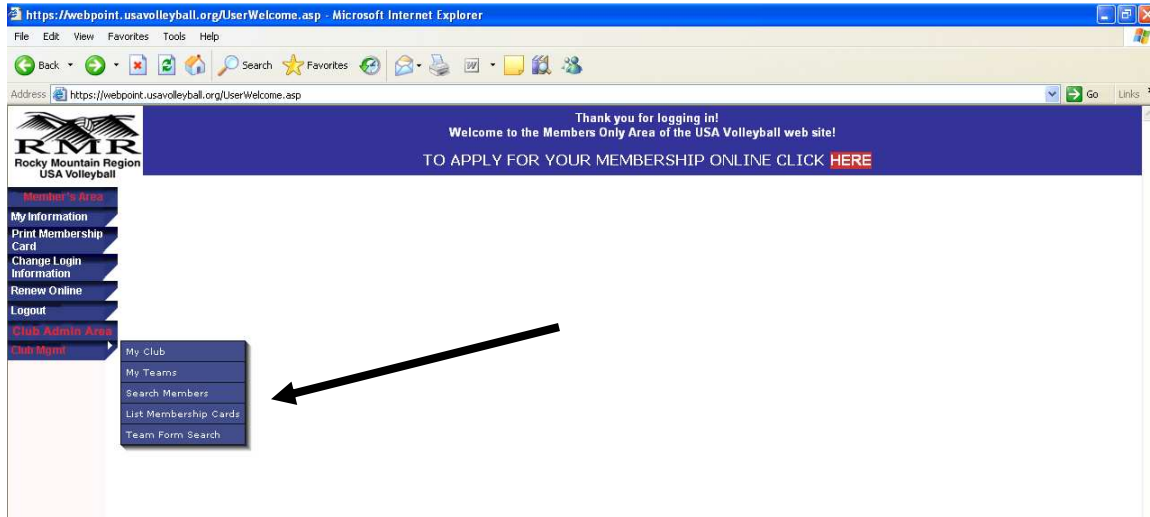 https://webpoint.usavolleyball.org/UserWelcome.asp - Microsoft Internet Explorer
File Edit View Favorites Tools Help
Back Search Favorites
Address https://webpoint.usavolleyball.org/UserWelcome.asp Go Links
RMR
Rocky Mountain Region
USA Volleyball
Thank you for logging in!
Welcome to the Members Only Area of the USA Volleyball web site!
TO APPLY FOR YOUR MEMBERSHIP ONLINE CLICK HERE
Member's Area
My Information
Print Membership
Card
Change Login
Information
Renew Online
Logout
Club Admin Area
Club Mgmt
My Club
My Teams
Search Members
List Membership Cards
Team Form Search